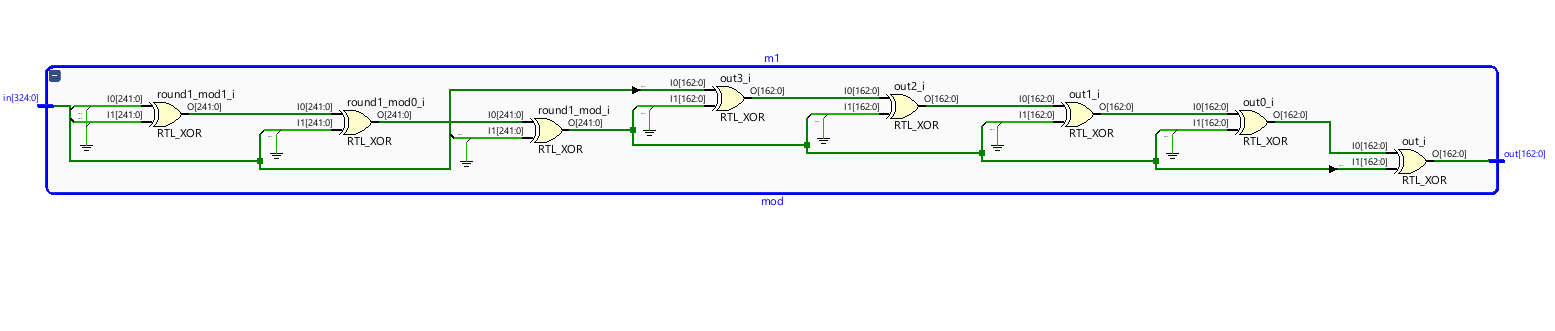 m1
in[324:0]
I0[241:0]
I1[241:0]
round1_mod1_i
O[241:0]
RTL_XOR
I0[241:0]
I1[241:0]
round1_mod0_i
O[241:0]
RTL_XOR
I0[241:0]
I1[241:0]
round1_mod_i
O[241:0]
RTL_XOR
I0[162:0]
I1[162:0]
out3_i
O[162:0]
RTL_XOR
I0[162:0]
I1[162:0]
out2_i
O[162:0]
RTL_XOR
I0[162:0]
I1[162:0]
out1_i
O[162:0]
RTL_XOR
I0[162:0]
I1[162:0]
out0_i
O[162:0]
RTL_XOR
I0[162:0]
I1[162:0]
out_i
O[162:0]
RTL_XOR
out[162:0]
mod